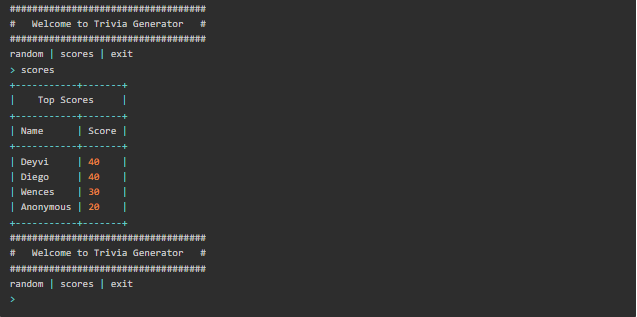 ###################################
#   Welcome to Trivia Generator   #
###################################
random | scores | exit
> scores
+-----------+-------+
|    Top Scores     |
+-----------+-------+
| Name      | Score |
+-----------+-------+
| Deyvi     | 40    |
| Diego     | 40    |
| Wences    | 30    |
| Anonymous | 20    |
+-----------+-------+
###################################
#   Welcome to Trivia Generator   #
###################################
random | scores | exit
>